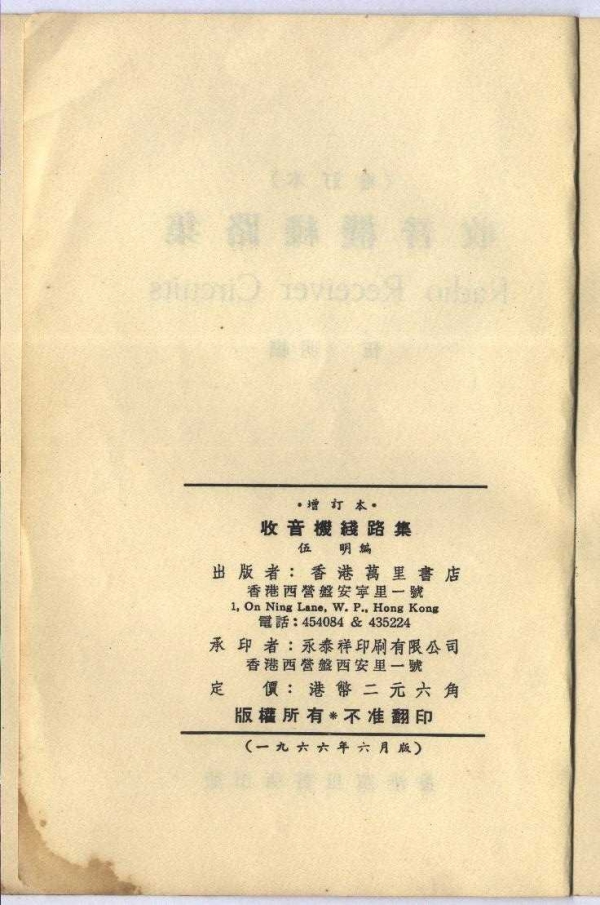 •增訂本•
收音機綫路集
伍 明編
出版者：香港萬里書店
香港西營盤安寧里一號
1, On Ning Lane, W. P., Hong Kong
電話：454084 & 435224
承印者：永泰祥印刷有限公司
香港西營盤西安里一號
定 價：港幣二元六角
版權所有*不准翻印
(一九六六年六月版)